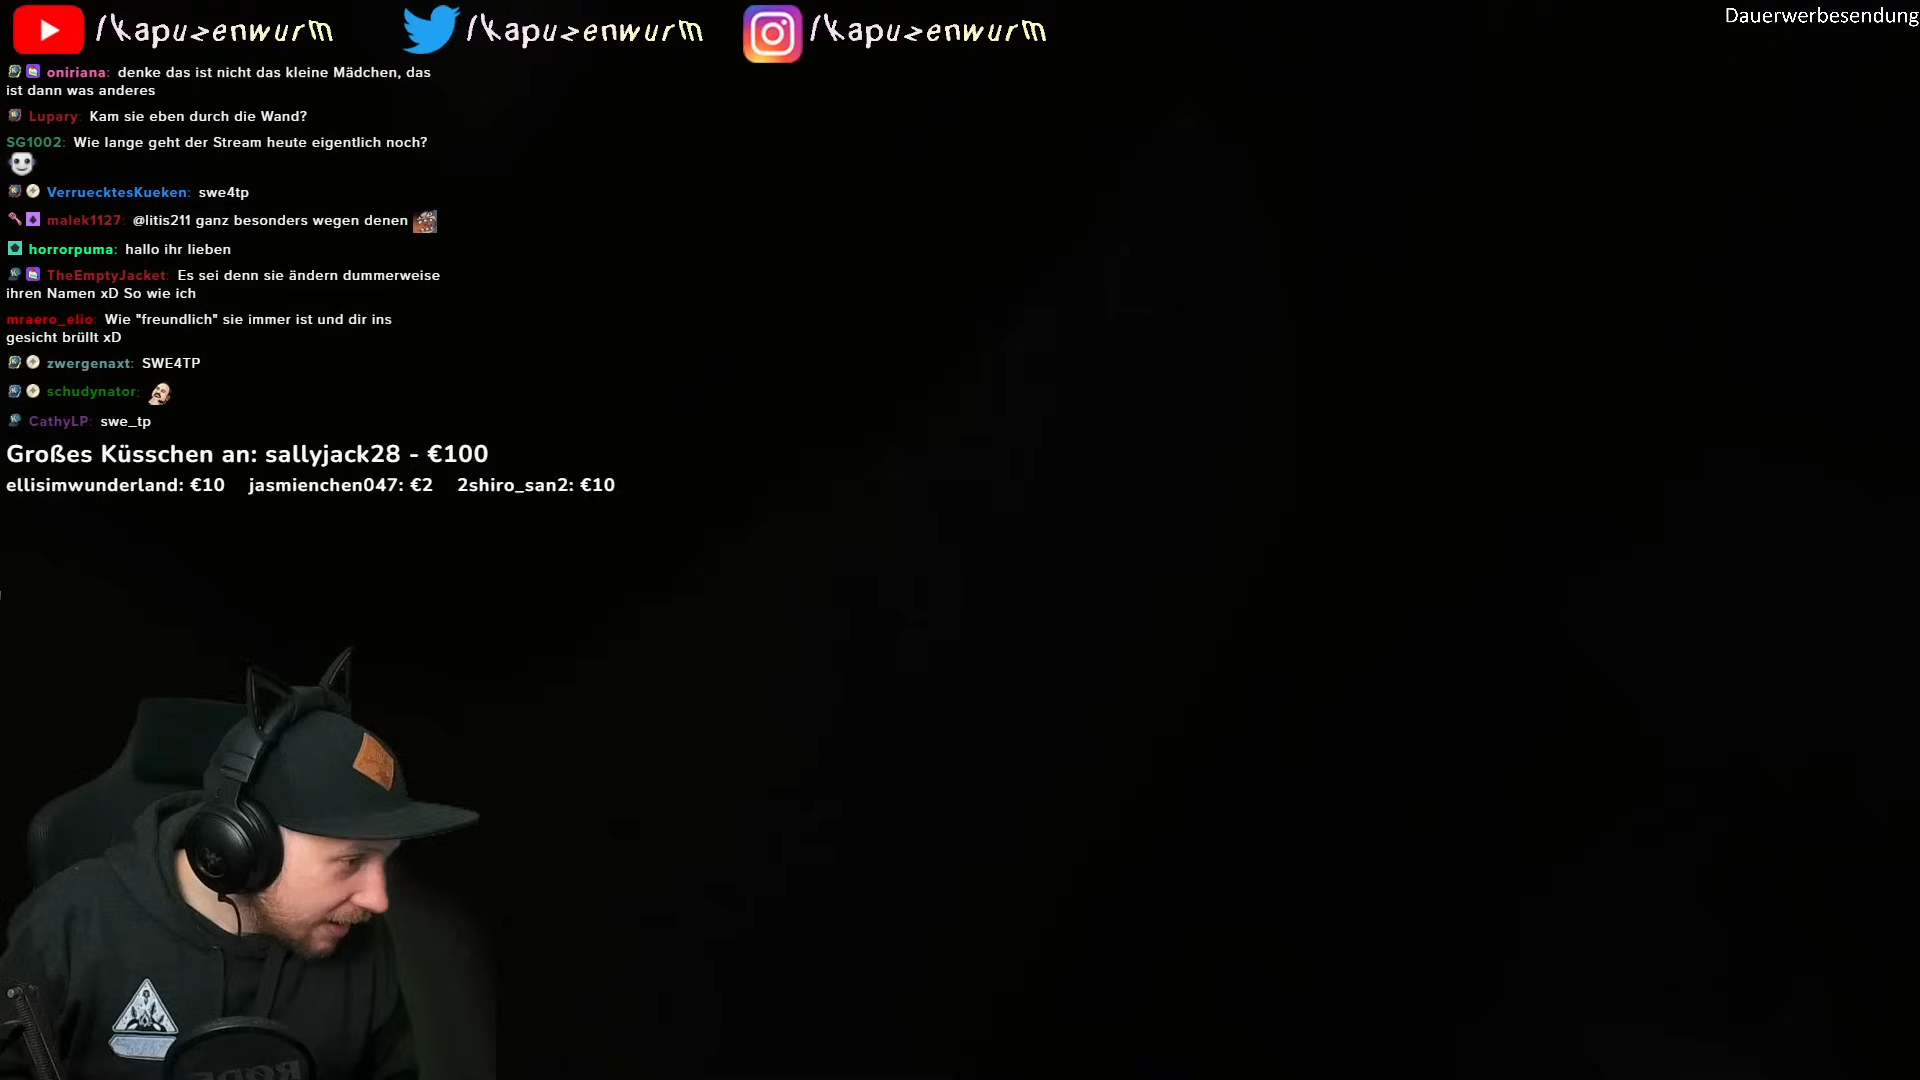 /kapuzenwurm /kapuzenwurm /kapuzenwurm
Dauerwerbesendung
oniriana: denke das ist nicht das kleine Mädchen, das
ist dann was anderes
Lupary: Kam sie eben durch die Wand?
SG1002: Wie lange geht der Stream heute eigentlich noch?
VerruecktesKueken: swe4tp
malek1127: @litis211 ganz besonders wegen denen
horrorpuma: hallo ihr lieben
TheEmptyJacket: Es sei denn sie ändern dummerweise
ihren Namen xD So wie ich
mraero_elio: Wie "freundlich" sie immer ist und dir ins
gesicht brüllt xD
zwergenaxt: SWE4TP
schudynator:
CathyLP: swe_tp
Großes Küsschen an: sallyjack28 - €100
ellisimwunderland: €10 jasmienchen047: €2 2shiro_san2: €10